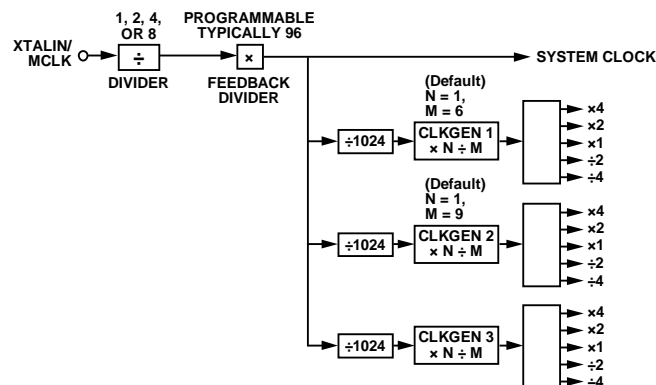 XTALIN/
MCLK
1, 2, 4,
OR 8
÷
DIVIDER
PROGRAMMABLE
TYPICALLY 96
×
FEEDBACK
DIVIDER
SYSTEM CLOCK
(Default)
N = 1,
M = 6
÷1024
CLKGEN 1
× N ÷ M
×4
×2
×1
÷2
÷4
(Default)
N = 1,
M = 9
÷1024
CLKGEN 2
× N ÷ M
×4
×2
×1
÷2
÷4
÷1024
CLKGEN 3
× N ÷ M
×4
×2
×1
÷2
÷4